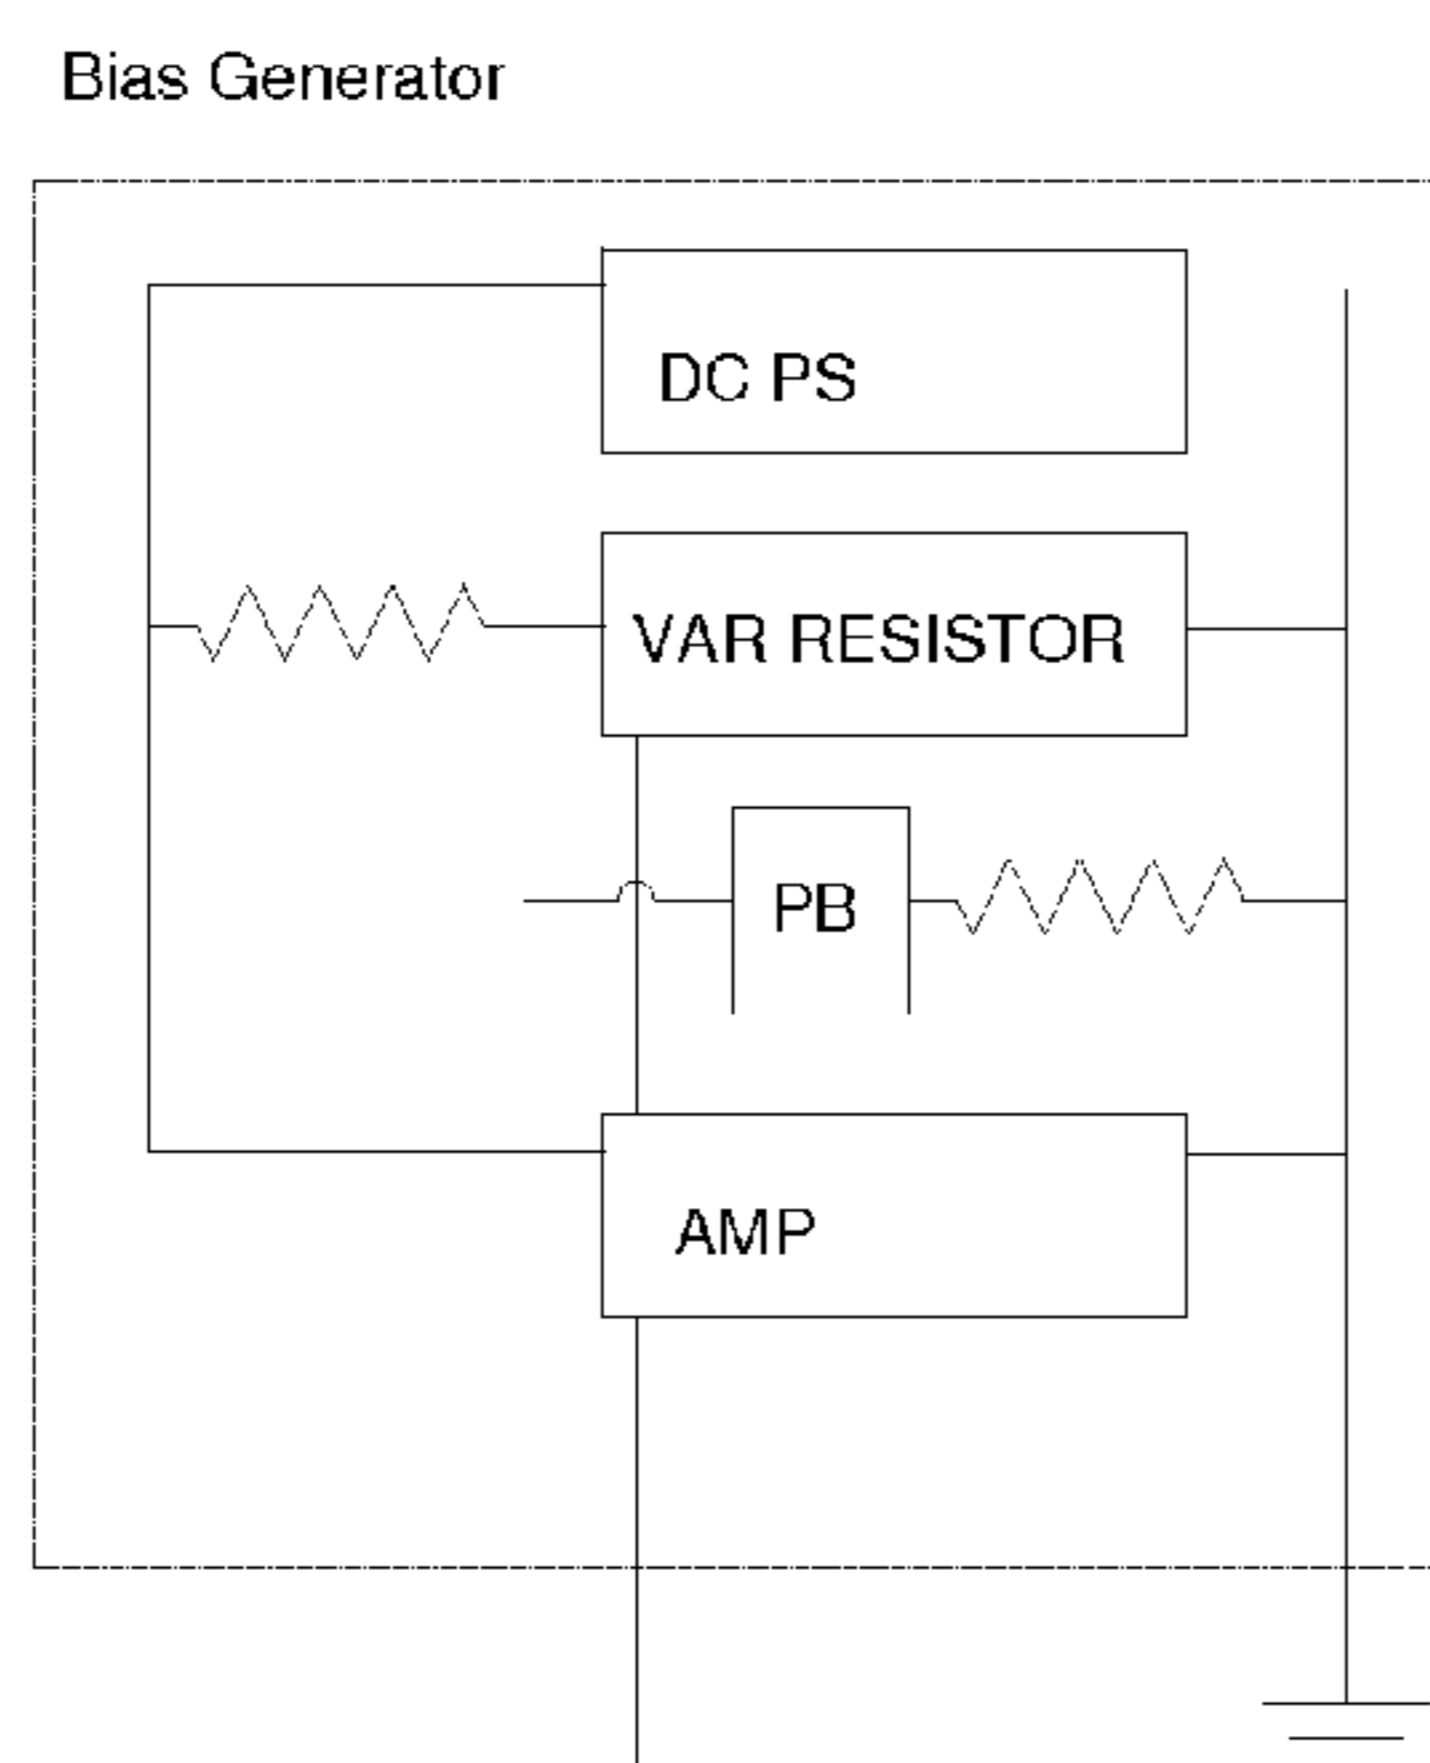 Bias Generator
DC PS
VAR RESISTOR
PB
AMP